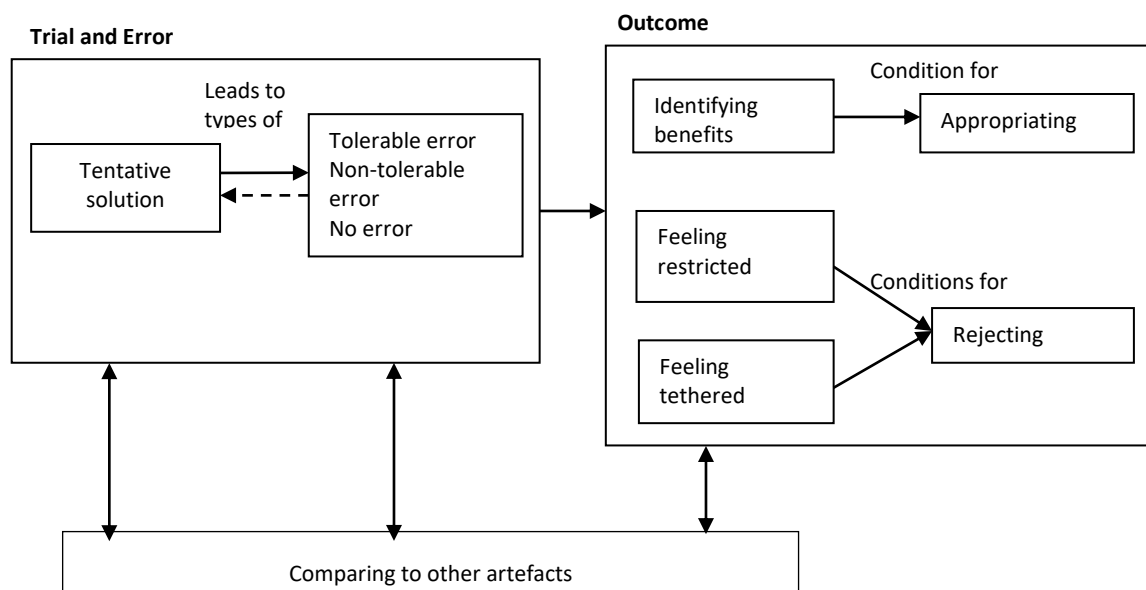 Trial and Error
Leads to
types of
Tentative
solution
Tolerable error
Non-tolerable
error
No error
Outcome
Condition for
Identifying
benefits
Appropriating
Feeling
restricted
Conditions for
Rejecting
Feeling
tethered
Comparing to other artefacts